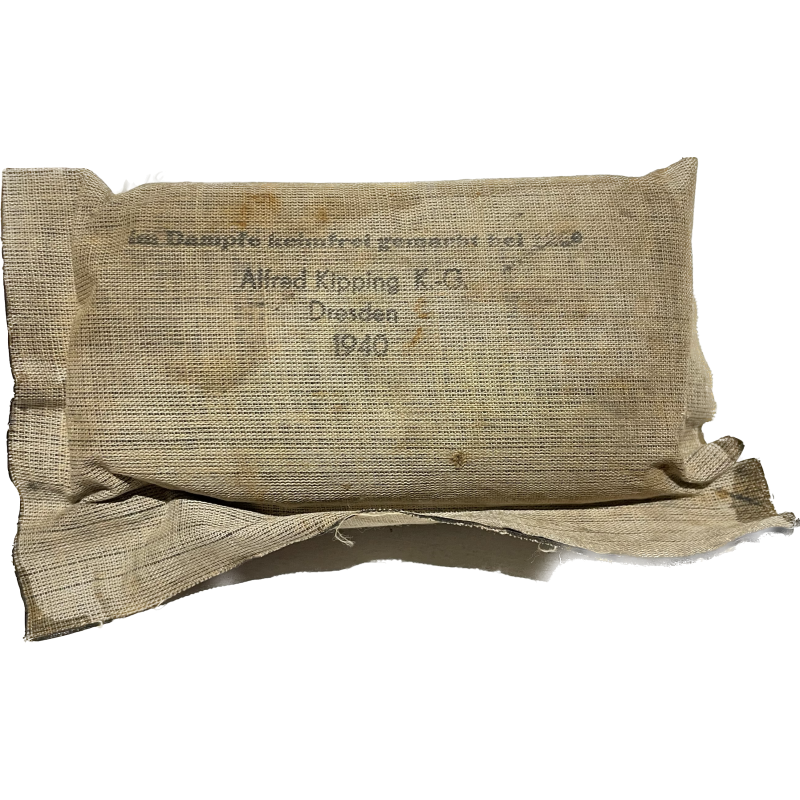 im Dampfe keimfrei gemacht bei
Alfred Kipping K.-G.
Dresden
1940